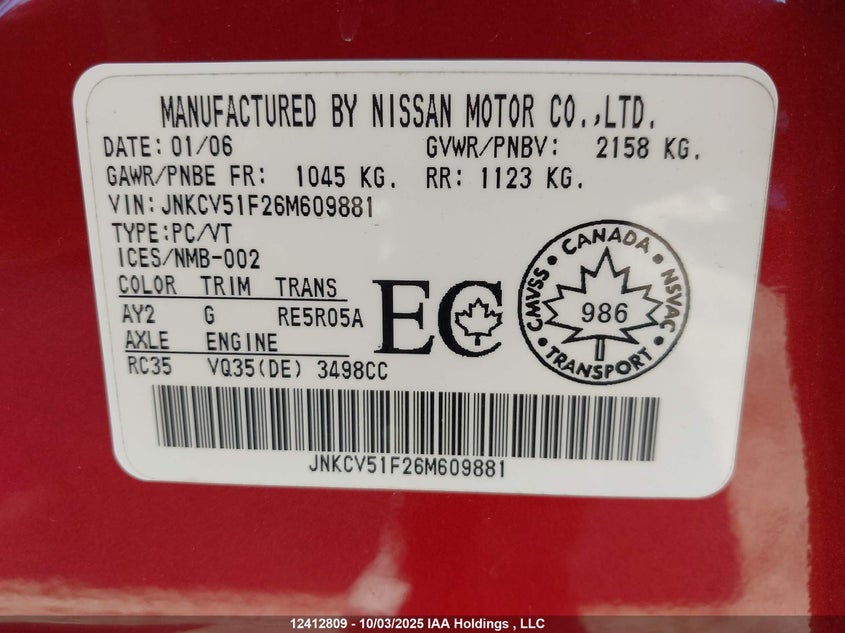 MANUFACTURED BY NISSAN MOTOR CO.,LTD.
DATE: 01/06 GVWR/PNBV: 2158 KG.
GAWR/PNBE FR: 1045 KG. RR: 1123 KG.
VIN: JNKCV51F26M609881
TYPE:PC/VT
ICES/NMB-002
COLOR TRIM TRANS
AY2 G RE5R05A
AXLE ENGINE
RC35 VQ35(DE) 3498CC
EC
CANADA
CMVSS NSVAC
986
TRANSPORT
JNKCV51F26M609881
12412809 - 10/03/2025 IAA Holdings , LLC